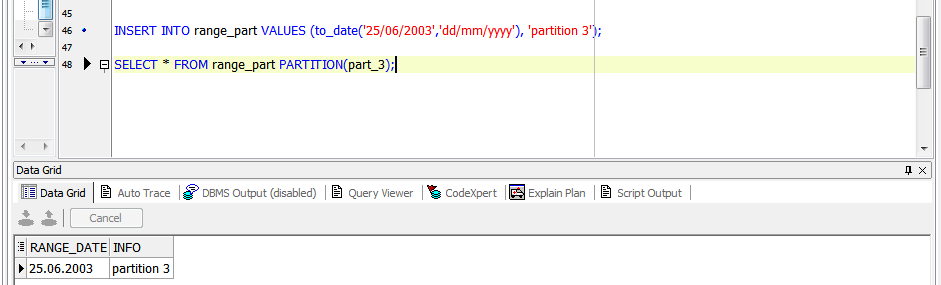 45
46 INSERT INTO range_part VALUES (to_date('25/06/2003','dd/mm/yyyy'), 'partition 3');
47
48 SELECT * FROM range_part PARTITION(part_3);
Data Grid
Data Grid Auto Trace DBMS Output (disabled) Query Viewer CodeXpert Explain Plan Script Output
Cancel
RANGE_DATE INFO
25.06.2003 partition 3